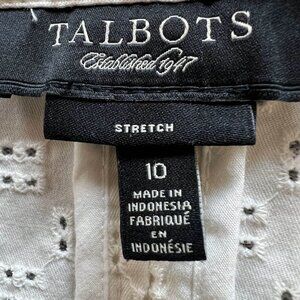 TALBOTS
Established 1947
STRETCH
10
MADE IN
INDONESIA
FABRIQUÉ
EN
INDONÉSIE